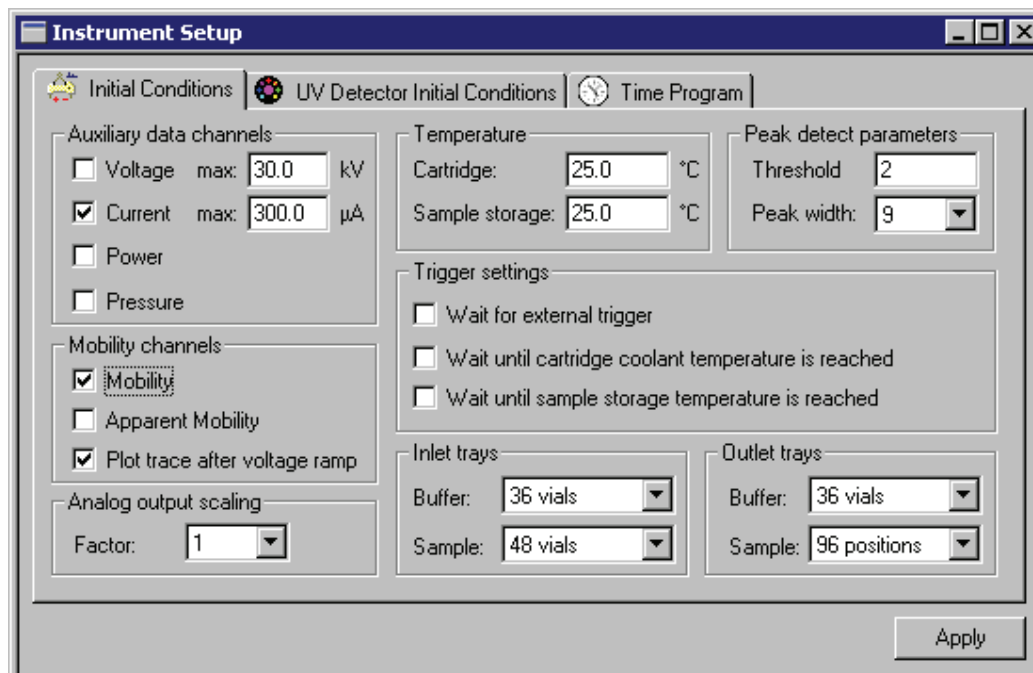 Instrument Setup
Initial Conditions
UV Detector Initial Conditions
Time Program
Auxiliary data channels
Voltage max: 30.0 kV
Current max: 300.0 µA
Power
Pressure
Mobility channels
Mobility
Apparent Mobility
Plot trace after voltage ramp
Analog output scaling
Factor: 1
Temperature
Cartridge: 25.0 °C
Sample storage: 25.0 °C
Peak detect parameters
Threshold 2
Peak width: 9
Trigger settings
Wait for external trigger
Wait until cartridge coolant temperature is reached
Wait until sample storage temperature is reached
Inlet trays
Buffer: 36 vials
Sample: 48 vials
Outlet trays
Buffer: 36 vials
Sample: 96 positions
Apply